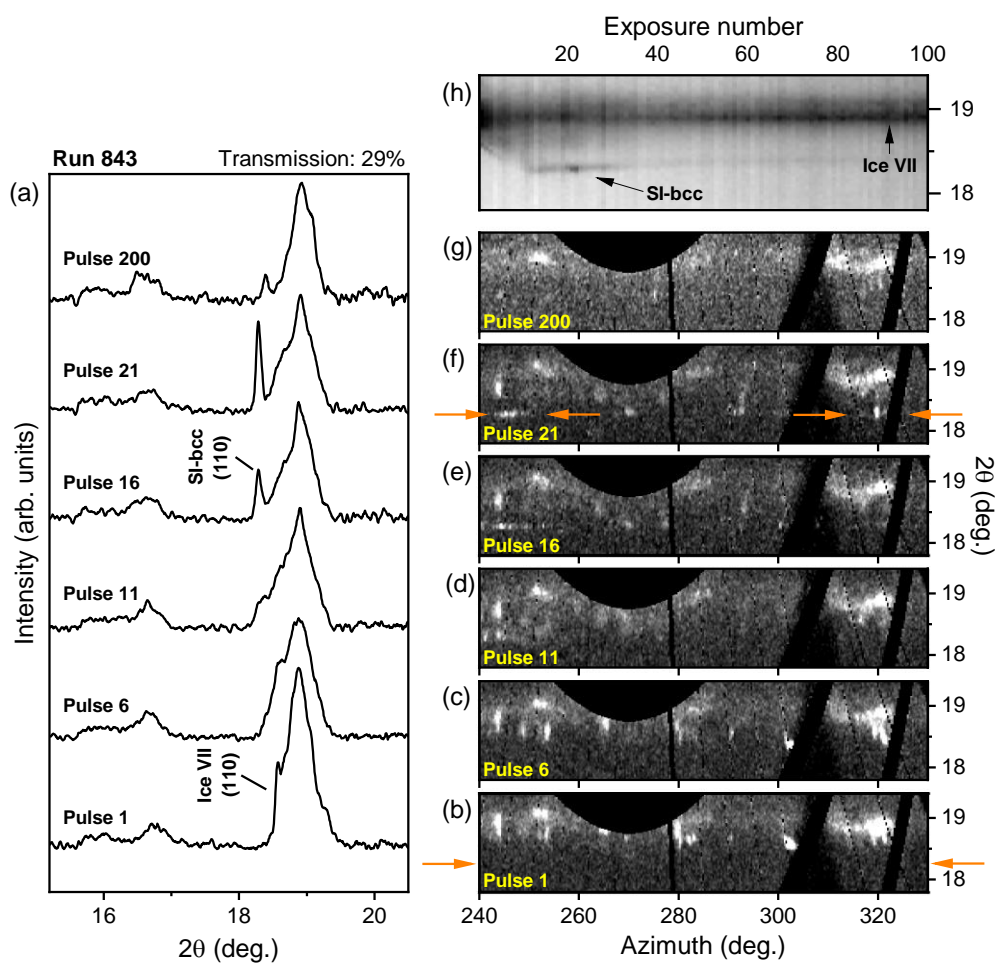 Exposure number
20 40 60 80 100
(h)
19
Ice VII
SI-bcc
18
Run 843 Transmission: 29%
(a)
Pulse 200
Pulse 21
SI-bcc
(110)
Pulse 16
Pulse 11
Pulse 6
Ice VII
(110)
Pulse 1
Intensity (arb. units)
16 18 20
2θ (deg.)
(g)
19
Pulse 200
18
(f)
19
Pulse 21
18
(e)
19
Pulse 16
18
2θ (deg.)
(d)
19
Pulse 11
18
(c)
19
Pulse 6
18
(b)
19
Pulse 1
18
240 260 280 300 320
Azimuth (deg.)